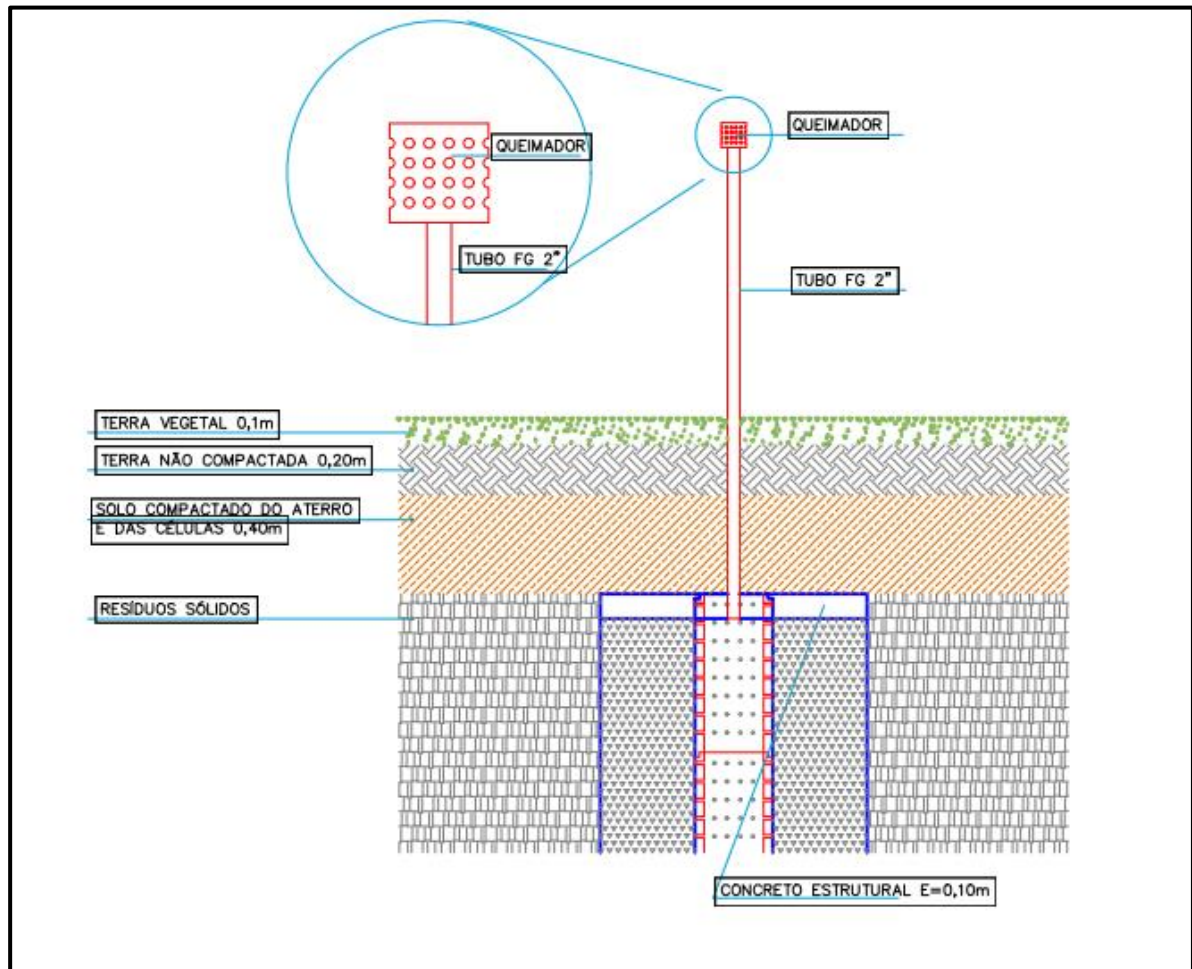 QUEIMADOR
QUEIMADOR
TUBO FG 2"
TUBO FG 2"
TERRA VEGETAL 0,1m
TERRA NÃO COMPACTADA 0,20m
SOLO COMPACTADO DO ATERRO
E DAS CÉLULAS 0,40m
RESÍDUOS SÓLIDOS
CONCRETO ESTRUTURAL E=0,10m